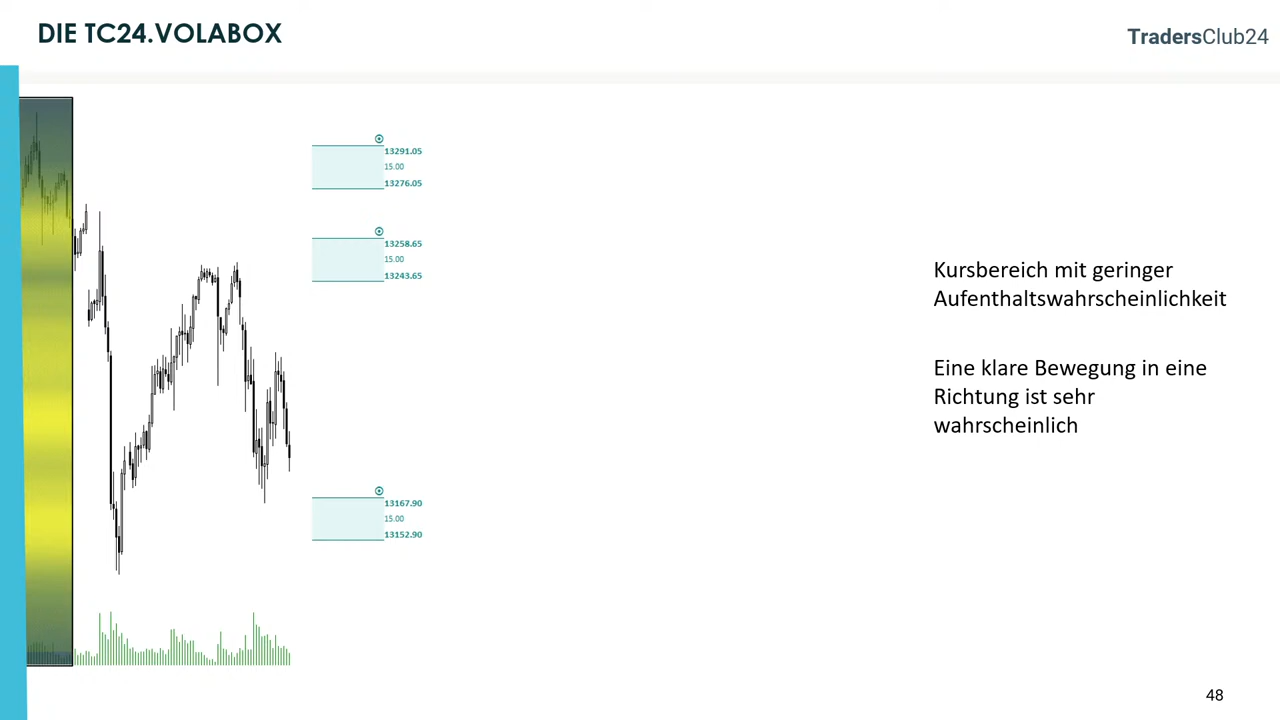 DIE TC24.VOLABOX
TradersClub24
13291.05
15.00
13276.05
13258.65
15.00
13243.65
Kursbereich mit geringer
Aufenthaltswahrscheinlichkeit
Eine klare Bewegung in eine
Richtung ist sehr
wahrscheinlich
13167.90
15.00
13152.90
48